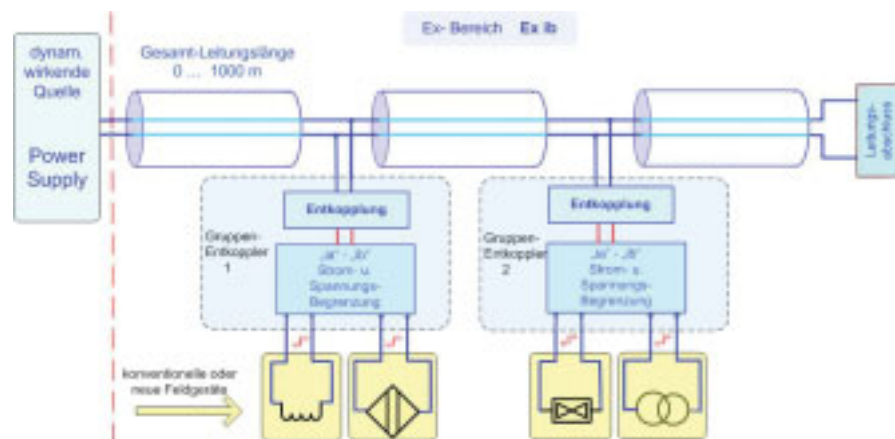 Ex- Bereich Ex ib
dynam.
wirkende
Quelle
Power
Supply
Gesamt-Leitungslänge
0 ... 1000 m
Leitungs-
abschluss
Entkopplung
Gruppen-
Entkoppler
1
„ia“ - „ib“
Strom- u.
Spannungs-
Begrenzung
Entkopplung
Gruppen-
Entkoppler
2
„ia“ - „ib“
Strom- u.
Spannungs-
Begrenzung
konventionelle oder
neue Feldgeräte